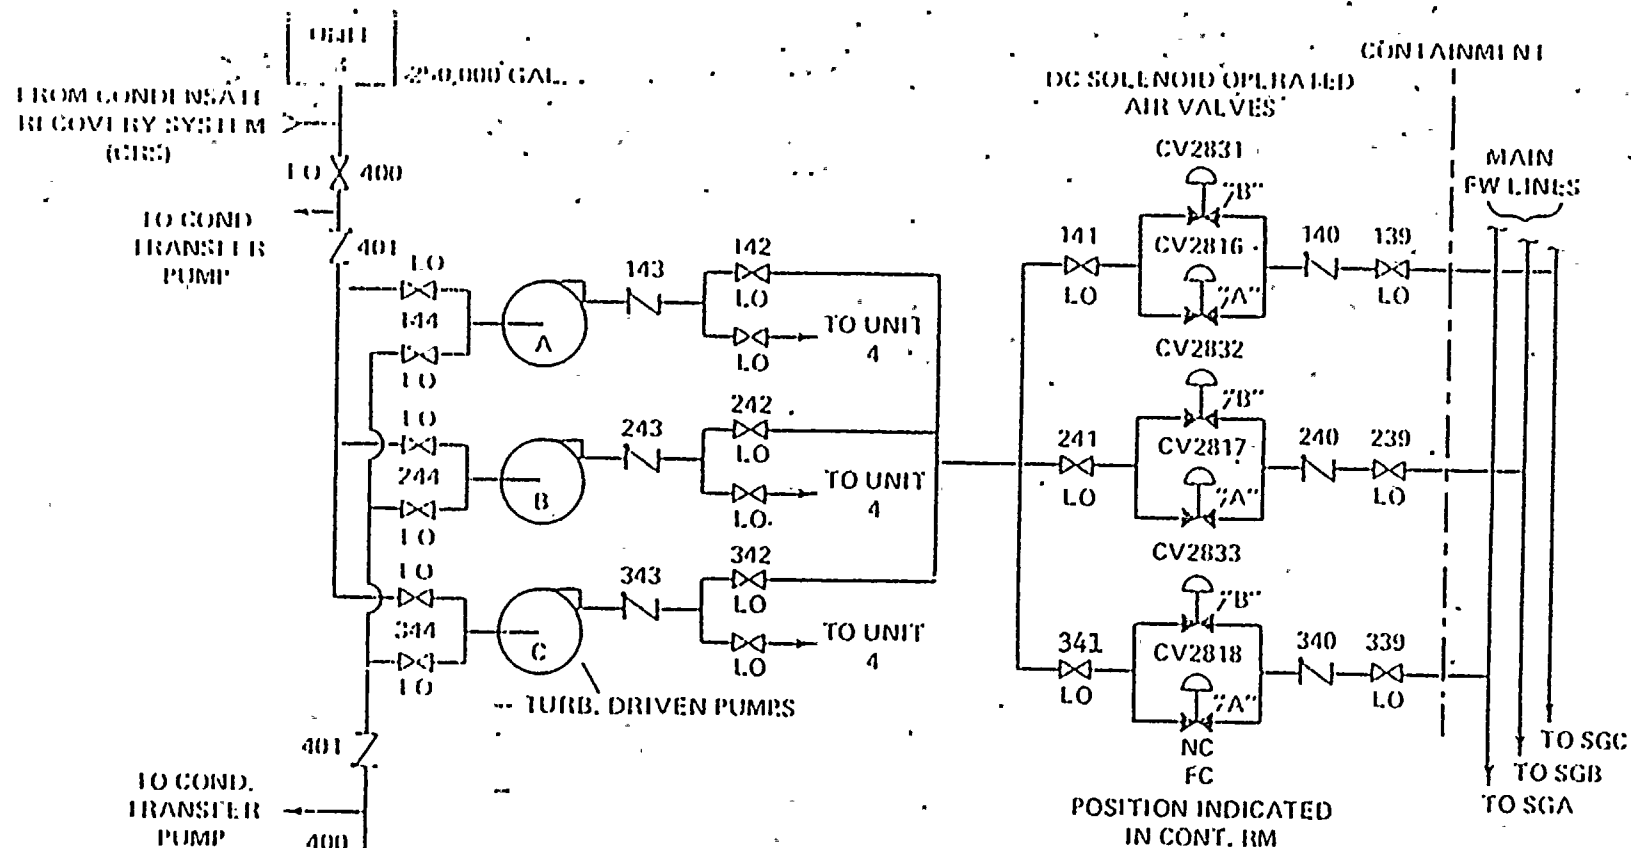 UNIT
250,000 GAL.
FROM CONDENSATE
RECOVERY SYSTEM
(CRS)
LO 400
TO COND
TRANSFER
PUMP
401
LO
144
LO
LO
244
LO
LO
344
LO
401
TO COND.
TRANSFER
PUMP
400
A
B
C
TURB. DRIVEN PUMPS
143
142
LO
LO
TO UNIT
4
243
242
LO
LO.
TO UNIT
4
343
342
LO
LO
TO UNIT
4
DC SOLENOID OPERATED
AIR VALVES
CV2831
"B"
CV2816
"A"
141
LO
140
139
LO
CV2832
"B"
CV2817
"A"
241
LO
240
239
LO
CV2833
"B"
CV2818
"A"
341
LO
340
339
LO
NC
FC
POSITION INDICATED
IN CONT. RM
CONTAINMENT
MAIN
FW LINES
TO SGC
TO SGB
TO SGA